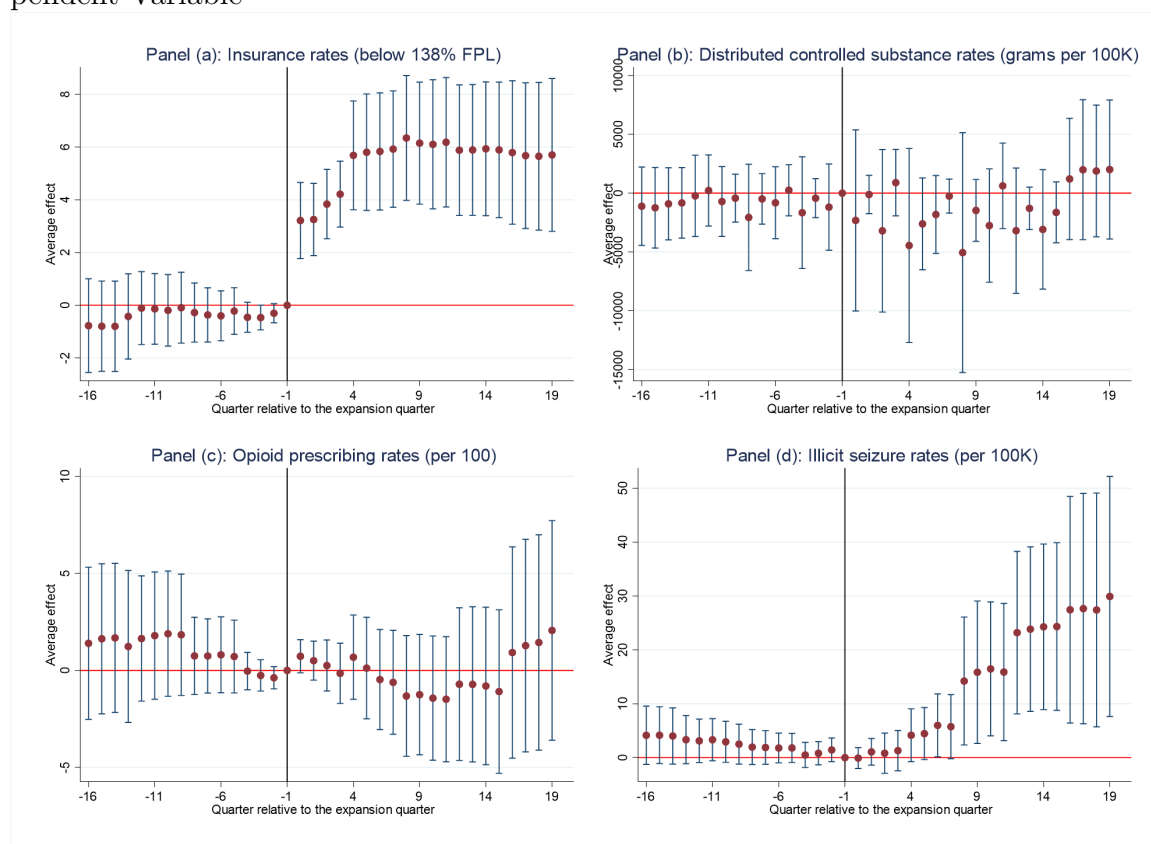 pendent Variable
Panel (a): Insurance rates (below 138% FPL)
Average effect
8
6
4
2
0
-2
-16 -11 -6 -1 4 9 14 19
Quarter relative to the expansion quarter
Panel (b): Distributed controlled substance rates (grams per 100K)
Average effect
10000
5000
0
-5000
-10000
-15000
-16 -11 -6 -1 4 9 14 19
Quarter relative to the expansion quarter
Panel (c): Opioid prescribing rates (per 100)
Average effect
10
5
0
-5
-16 -11 -6 -1 4 9 14 19
Quarter relative to the expansion quarter
Panel (d): Illicit seizure rates (per 100K)
Average effect
50
40
30
20
10
0
-16 -11 -6 -1 4 9 14 19
Quarter relative to the expansion quarter